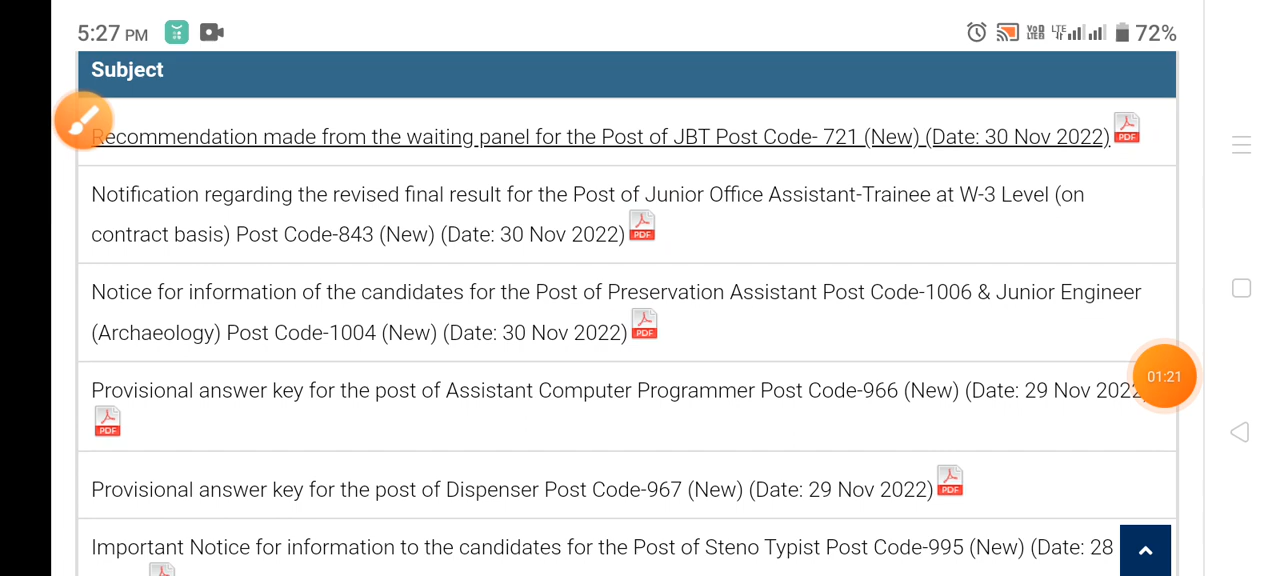 5:27 PM VoD LTE 72%
Subject
Recommendation made from the waiting panel for the Post of JBT Post Code- 721 (New) (Date: 30 Nov 2022)
PDF
Notification regarding the revised final result for the Post of Junior Office Assistant-Trainee at W-3 Level (on
contract basis) Post Code-843 (New) (Date: 30 Nov 2022)
PDF
Notice for information of the candidates for the Post of Preservation Assistant Post Code-1006 & Junior Engineer
(Archaeology) Post Code-1004 (New) (Date: 30 Nov 2022)
PDF
01:21
Provisional answer key for the post of Assistant Computer Programmer Post Code-966 (New) (Date: 29 Nov 2022)
PDF
Provisional answer key for the post of Dispenser Post Code-967 (New) (Date: 29 Nov 2022)
PDF
Important Notice for information to the candidates for the Post of Steno Typist Post Code-995 (New) (Date: 28